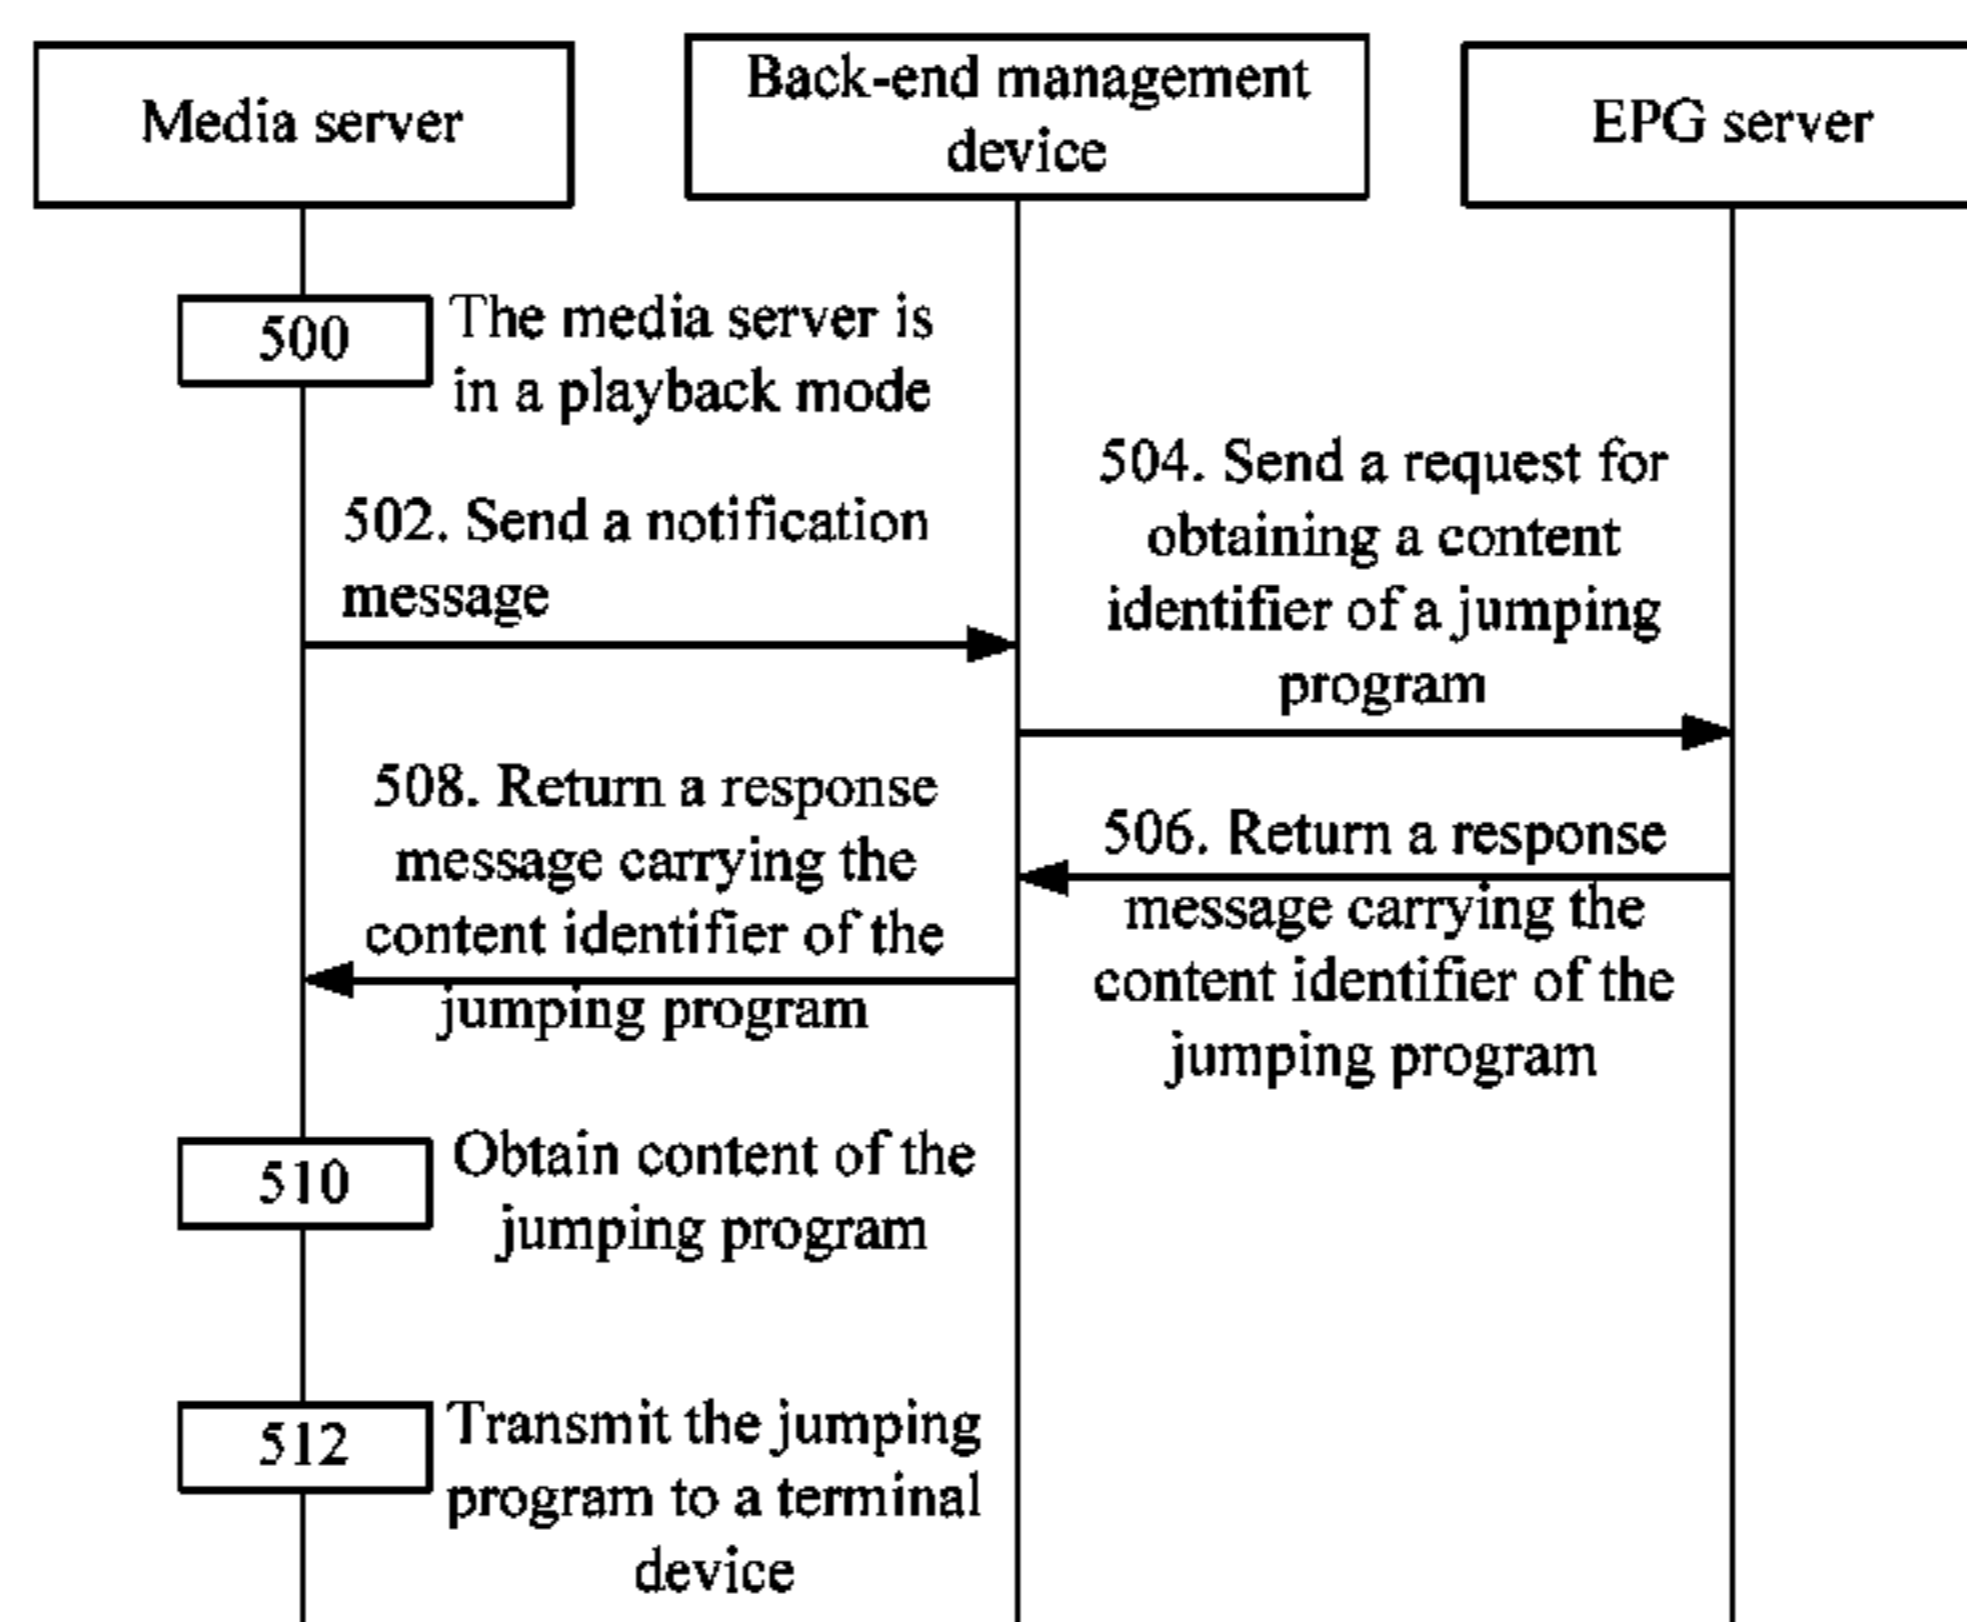 Media server
Back-end management
device
EPG server
500
The media server is
in a playback mode
502. Send a notification
message
504. Send a request for
obtaining a content
identifier of a jumping
program
506. Return a response
message carrying the
content identifier of the
jumping program
508. Return a response
message carrying the
content identifier of the
jumping program
510
Obtain content of the
jumping program
512
Transmit the jumping
program to a terminal
device